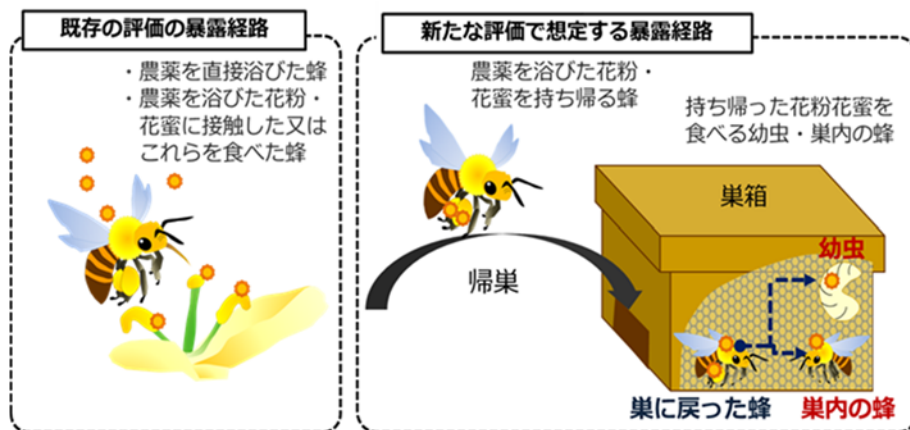 既存の評価の暴露経路
・農薬を直接浴びた蜂
・農薬を浴びた花粉・
花蜜に接触した又は
これらを食べた蜂
新たな評価で想定する暴露経路
農薬を浴びた花粉・
花蜜を持ち帰る蜂
持ち帰った花粉花蜜を
食べる幼虫・巣内の蜂
巣箱
帰巣
幼虫
巣に戻った蜂
巣内の蜂